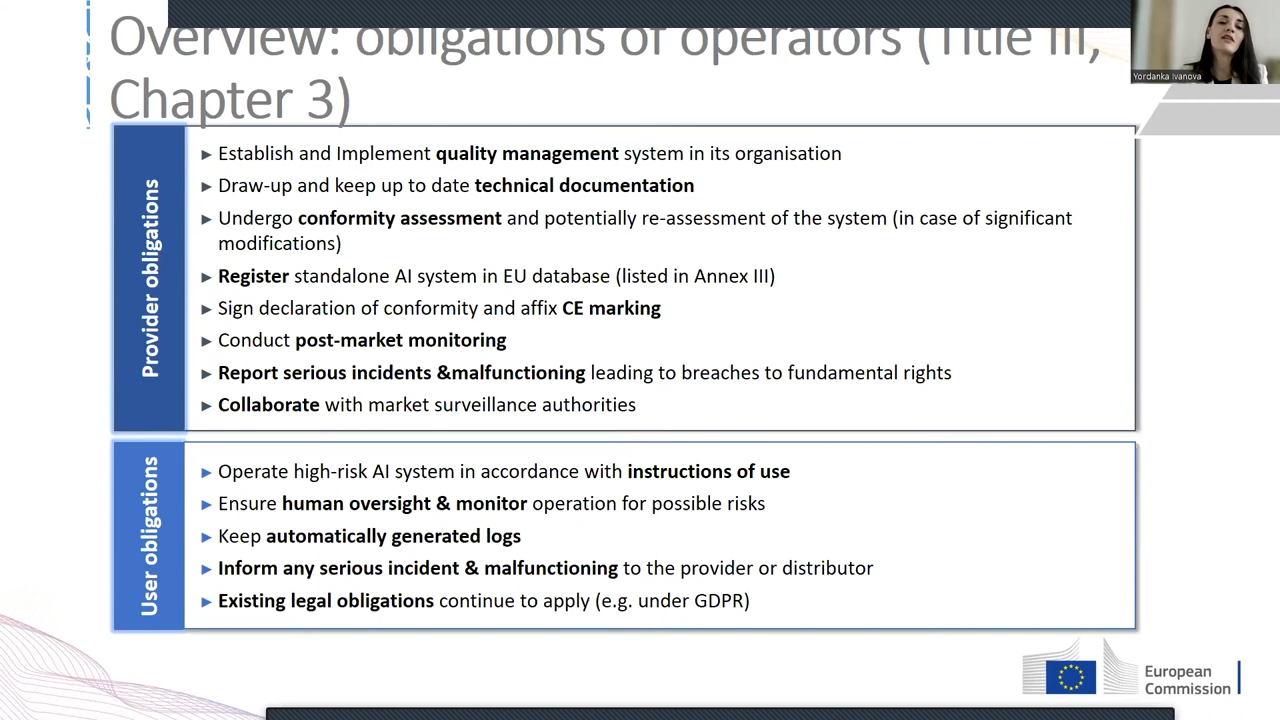 Overview: obligations of operators (Title III,
Chapter 3)
Yordanka Ivanova
Provider obligations
▸ Establish and Implement quality management system in its organisation
▸ Draw-up and keep up to date technical documentation
▸ Undergo conformity assessment and potentially re-assessment of the system (in case of significant
modifications)
▸ Register standalone AI system in EU database (listed in Annex III)
▸ Sign declaration of conformity and affix CE marking
▸ Conduct post-market monitoring
▸ Report serious incidents &malfunctioning leading to breaches to fundamental rights
▸ Collaborate with market surveillance authorities
User obligations
▸ Operate high-risk AI system in accordance with instructions of use
▸ Ensure human oversight & monitor operation for possible risks
▸ Keep automatically generated logs
▸ Inform any serious incident & malfunctioning to the provider or distributor
▸ Existing legal obligations continue to apply (e.g. under GDPR)
European
Commission